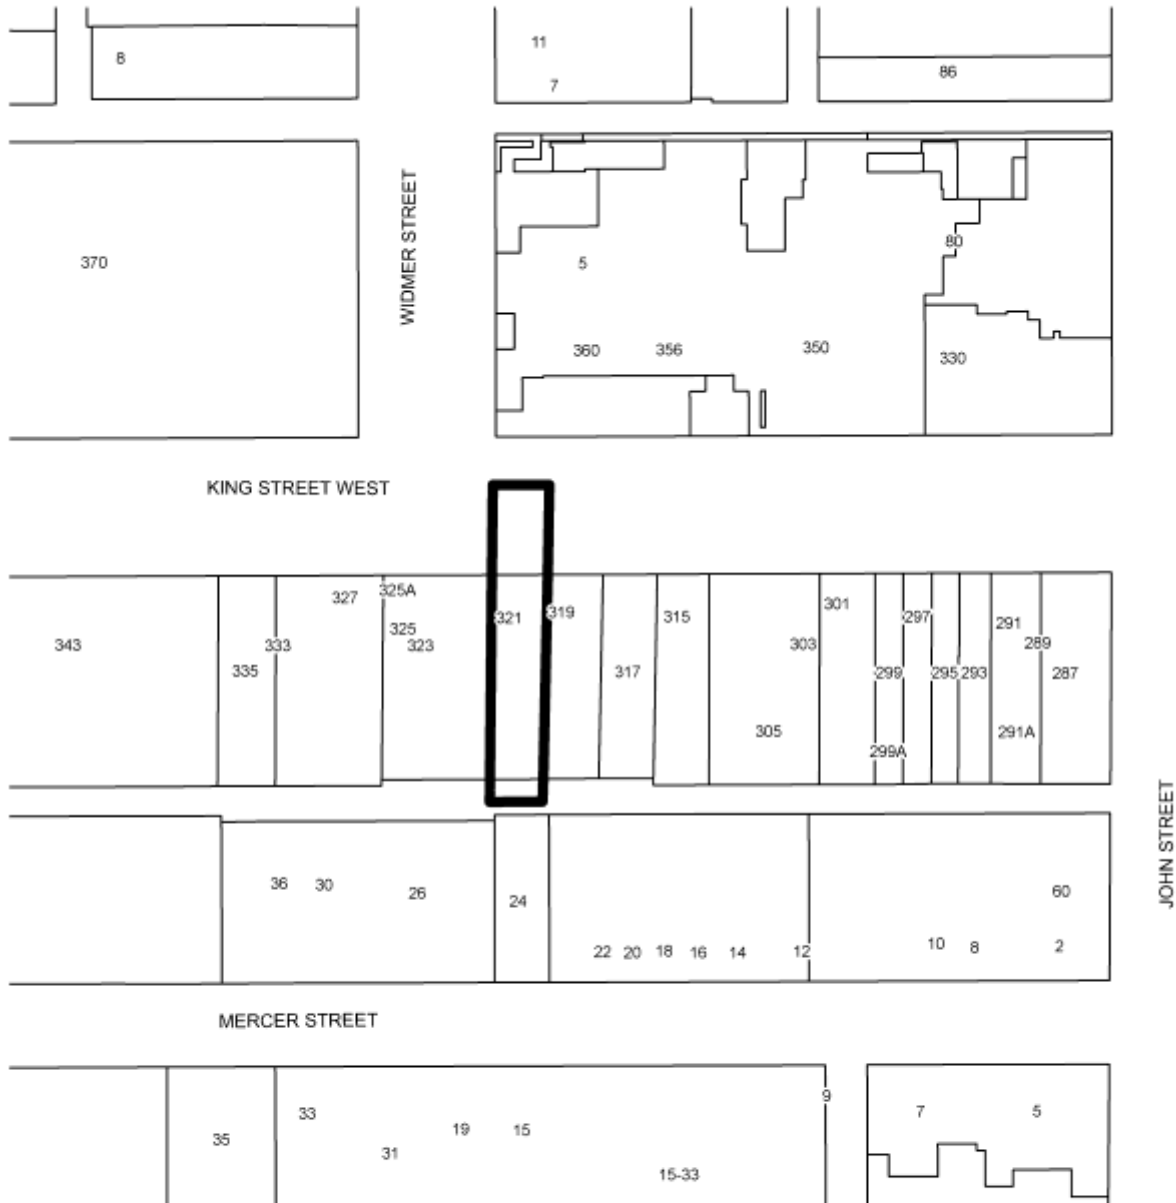 8
11
7
86
WIDMER STREET
370
5
80
360 356 350 330
KING STREET WEST
325A
327
301
321 319 315 297 291
325
343 333 323 303 289
335 317 299 295 293 287
305 291A
299A
36 30 26 24 60
JOHN STREET
22 20 18 16 14 12 10 8 2
MERCER STREET
9
33 7 5
19 15
35
31
15-33